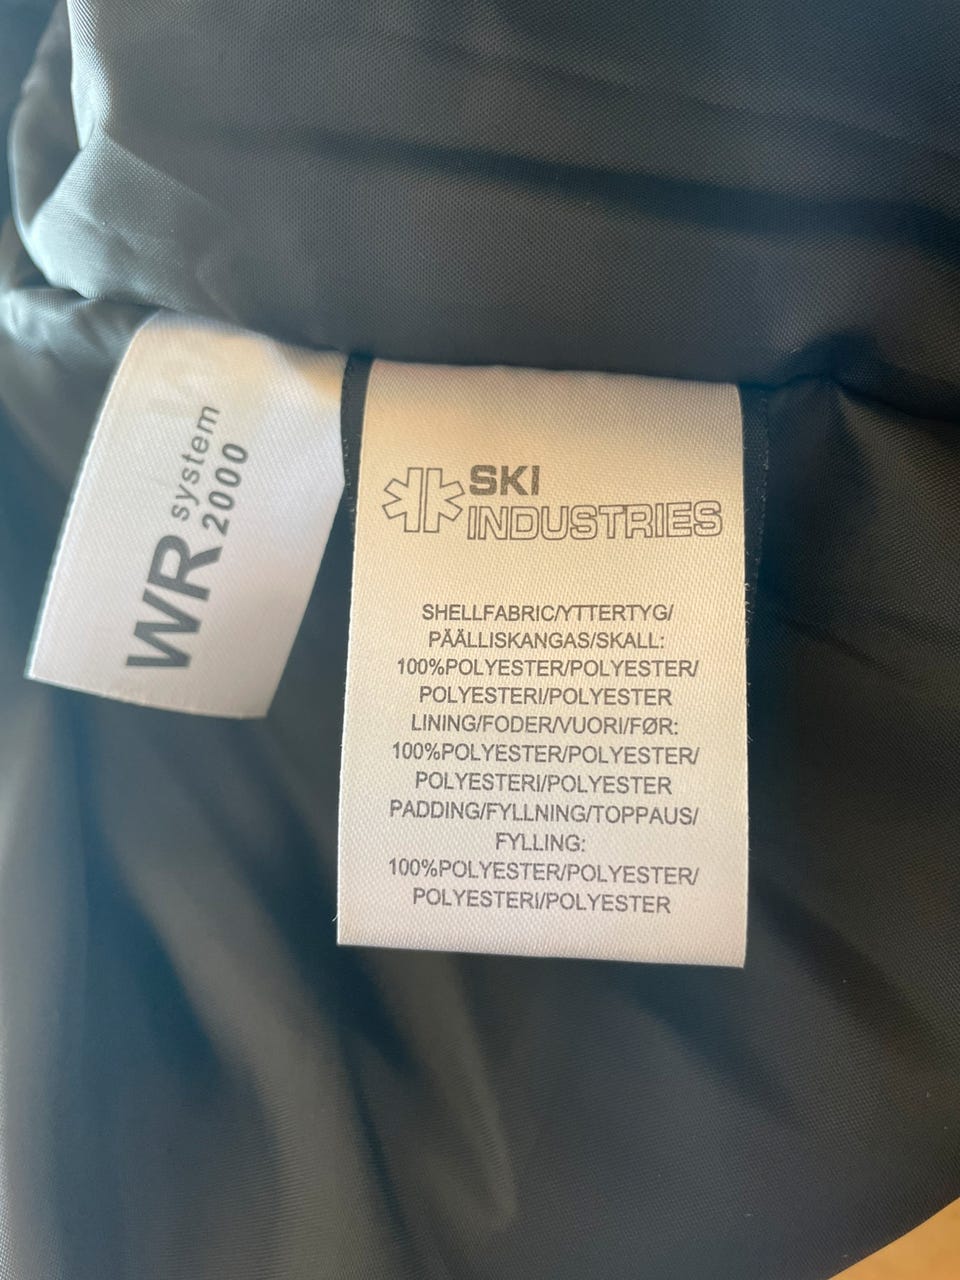 WR system
2000
SKI
INDUSTRIES
SHELLFABRIC/YTTERTYG/
PÄÄLLISKANGAS/SKALL:
100%POLYESTER/POLYESTER/
POLYESTERI/POLYESTER
LINING/FODER/VUORI/FØR:
100%POLYESTER/POLYESTER/
POLYESTERI/POLYESTER
PADDING/FYLLNING/TOPPAUS/
FYLLING:
100%POLYESTER/POLYESTER/
POLYESTERI/POLYESTER